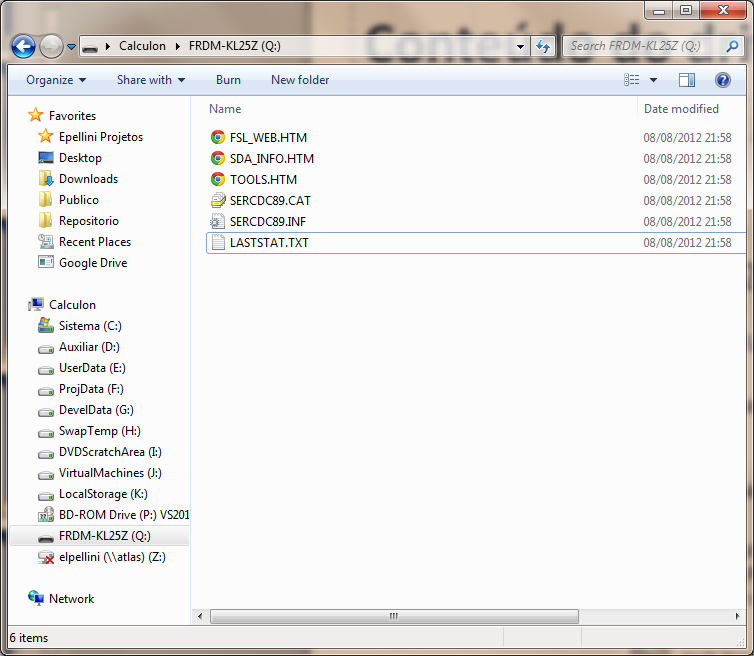 Conteúdo do dri
Calculon
FRDM-KL25Z (Q:)
Search FRDM-KL25Z (Q:)
Organize
Share with
Burn
New folder
Favorites
Epellini Projetos
Desktop
Downloads
Publico
Repositorio
Recent Places
Google Drive
Calculon
Sistema (C:)
Auxiliar (D:)
UserData (E:)
ProjData (F:)
DevelData (G:)
SwapTemp (H:)
DVDScratchArea (I:)
VirtualMachines (J:)
LocalStorage (K:)
BD-ROM Drive (P:) VS201
FRDM-KL25Z (Q:)
elpellini (\\atlas) (Z:)
Network
Name Date modified
FSL_WEB.HTM 08/08/2012 21:58
SDA_INFO.HTM 08/08/2012 21:58
TOOLS.HTM 08/08/2012 21:58
SERCDC89.CAT 08/08/2012 21:58
SERCDC89.INF 08/08/2012 21:58
LASTSTAT.TXT 08/08/2012 21:58
6 items